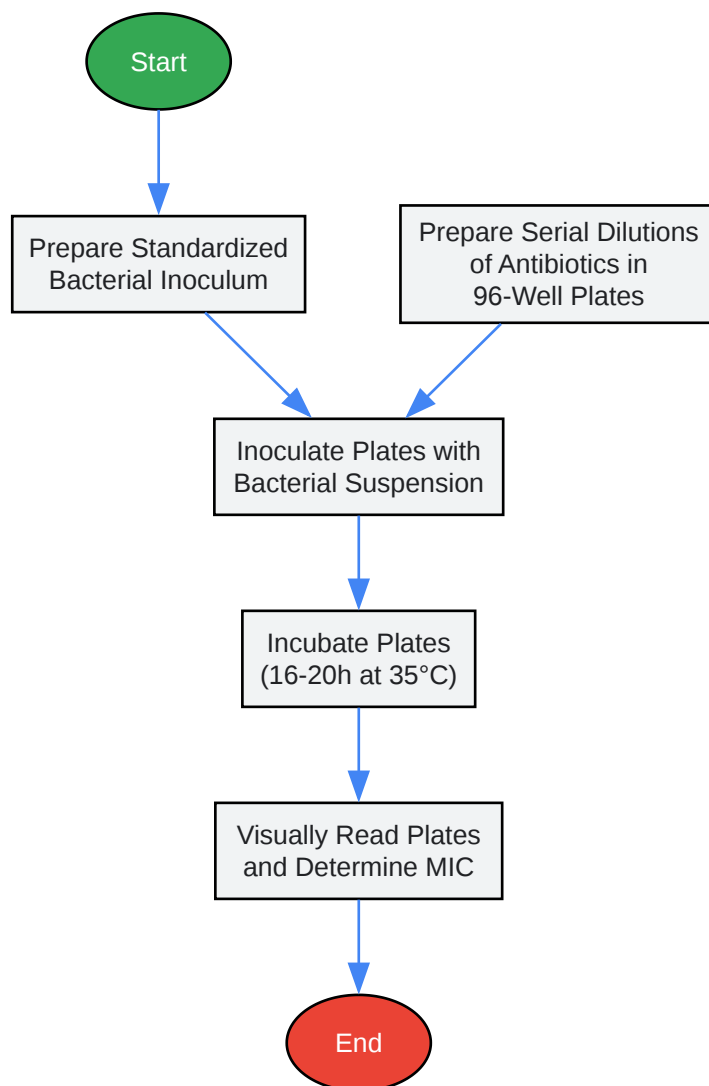 Start
Prepare Standardized
Bacterial Inoculum
Prepare Serial Dilutions
of Antibiotics in
96-Well Plates
Inoculate Plates with
Bacterial Suspension
Incubate Plates
(16-20h at 35°C)
Visually Read Plates
and Determine MIC
End